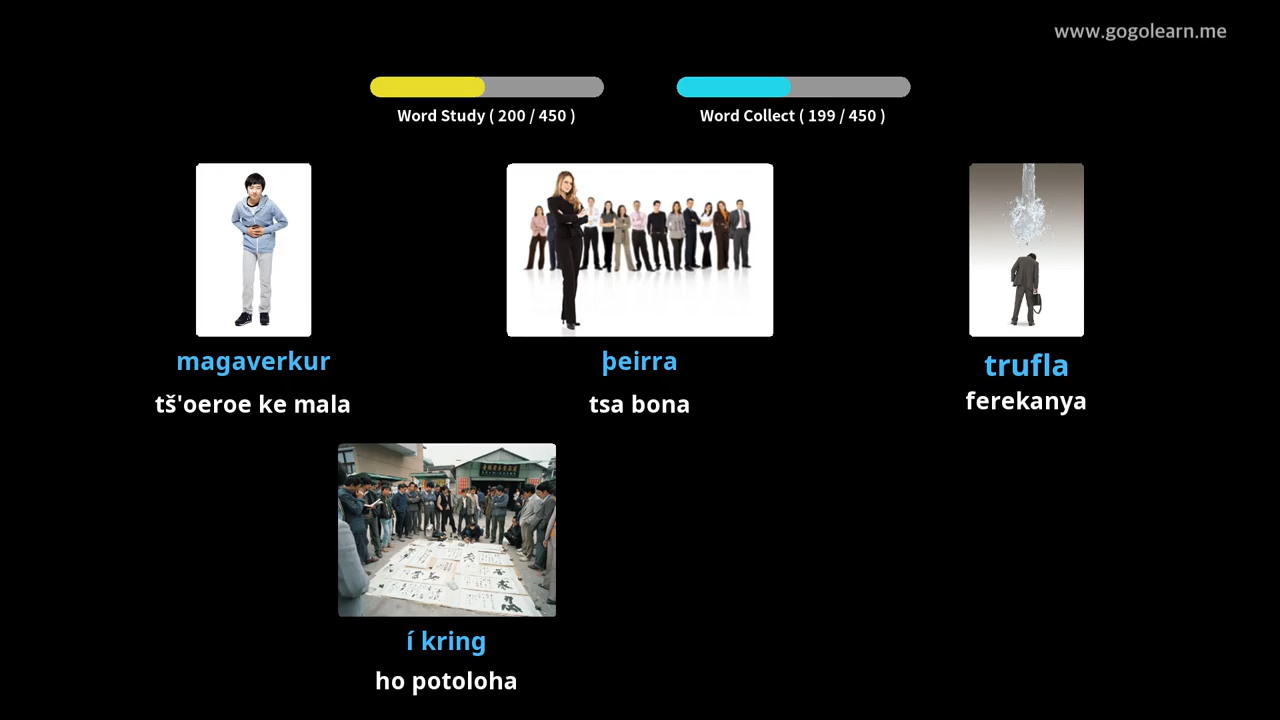 www.gogolearn.me
Word Study ( 200 / 450 )
Word Collect ( 199 / 450 )
magaverkur
tš'oeroe ke mala
þeirra
tsa bona
trufla
ferekanya
í kring
ho potoloha